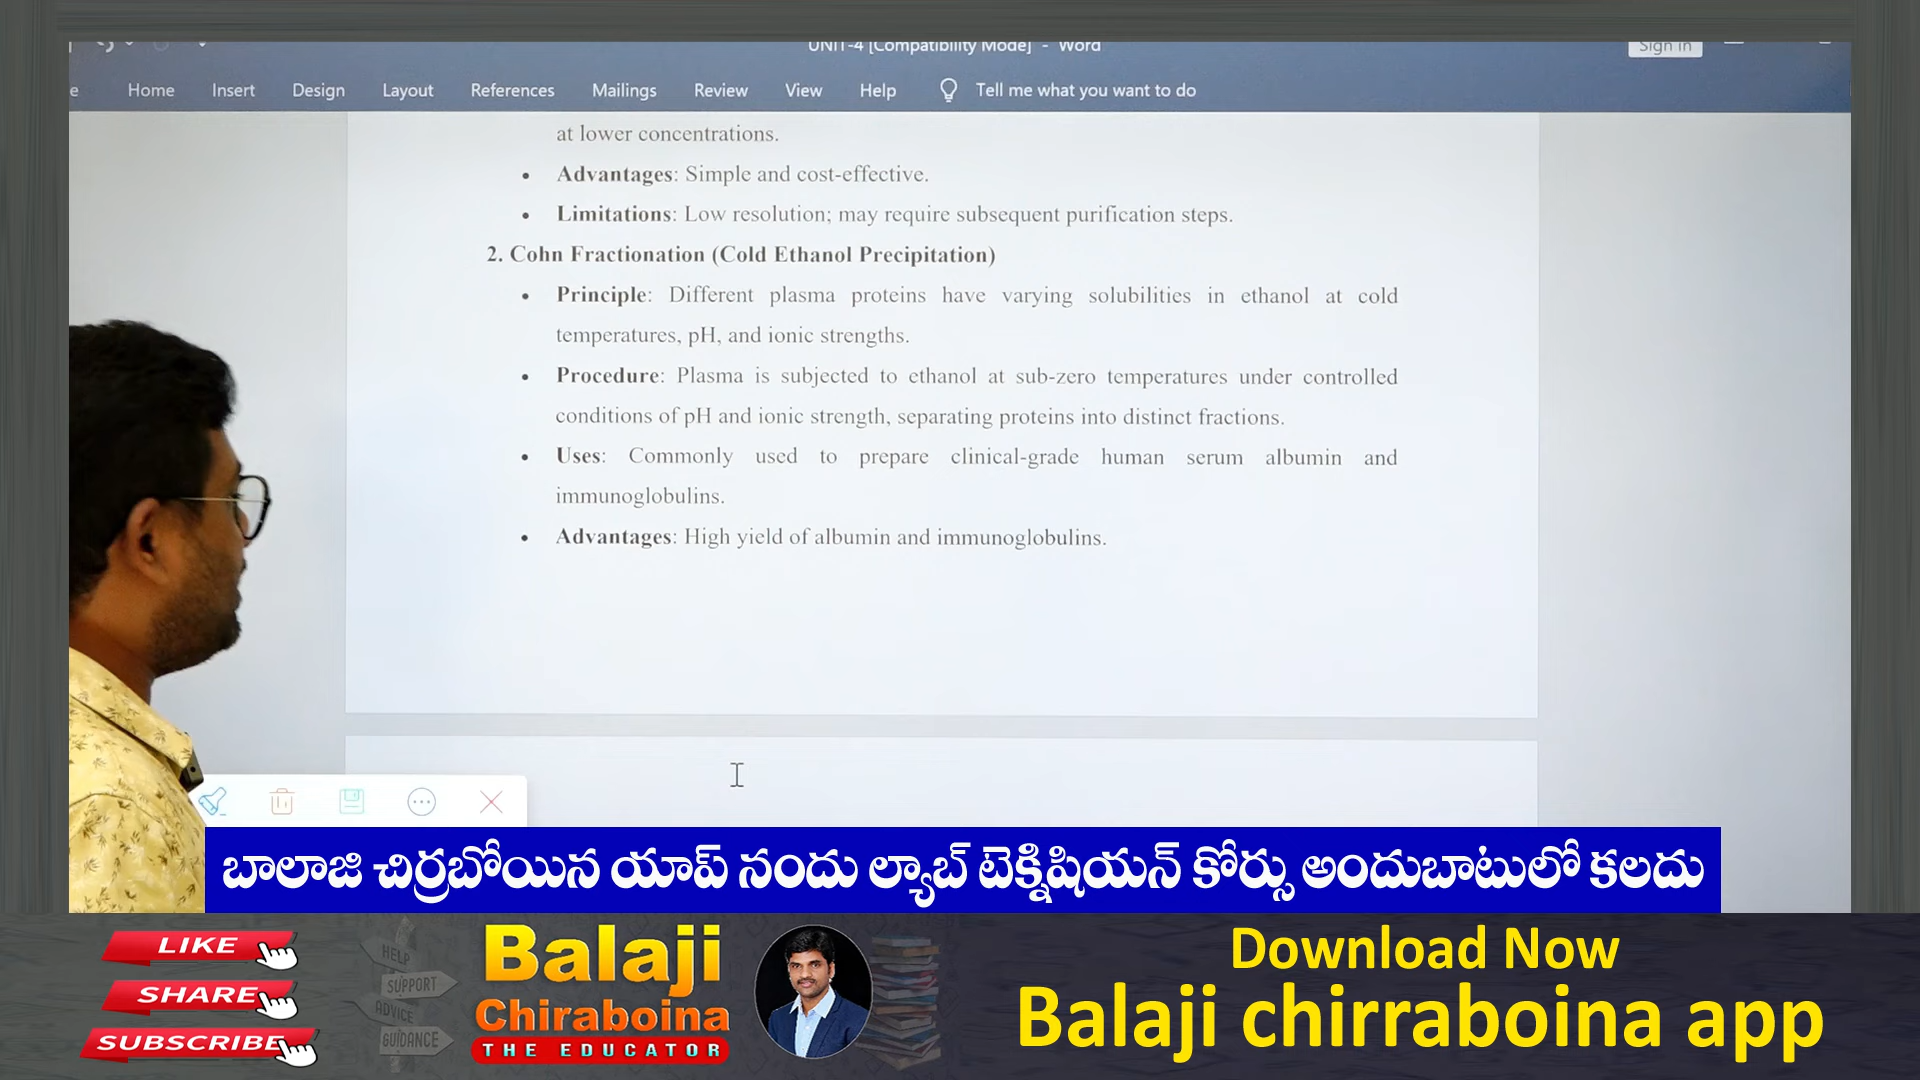 UNIT-4 [Compatibility Mode] - Word
Sign in
Home Insert Design Layout References Mailings Review View Help Tell me what you want to do
at lower concentrations.
• Advantages: Simple and cost-effective.
• Limitations: Low resolution; may require subsequent purification steps.
2. Cohn Fractionation (Cold Ethanol Precipitation)
• Principle: Different plasma proteins have varying solubilities in ethanol at cold
temperatures, pH, and ionic strengths.
• Procedure: Plasma is subjected to ethanol at sub-zero temperatures under controlled
conditions of pH and ionic strength, separating proteins into distinct fractions.
• Uses: Commonly used to prepare clinical-grade human serum albumin and
immunoglobulins.
• Advantages: High yield of albumin and immunoglobulins.
బాలాజి చిర్రబోయిన యాప్ నందు ల్యాబ్ టెక్నిషియన్ కోర్సు అందుబాటులో కలదు
LIKE
SHARE
SUBSCRIBE
HELP
SUPPORT
ADVICE
GUIDANCE
Balaji
Chiraboina
THE EDUCATOR
Download Now
Balaji chirraboina app